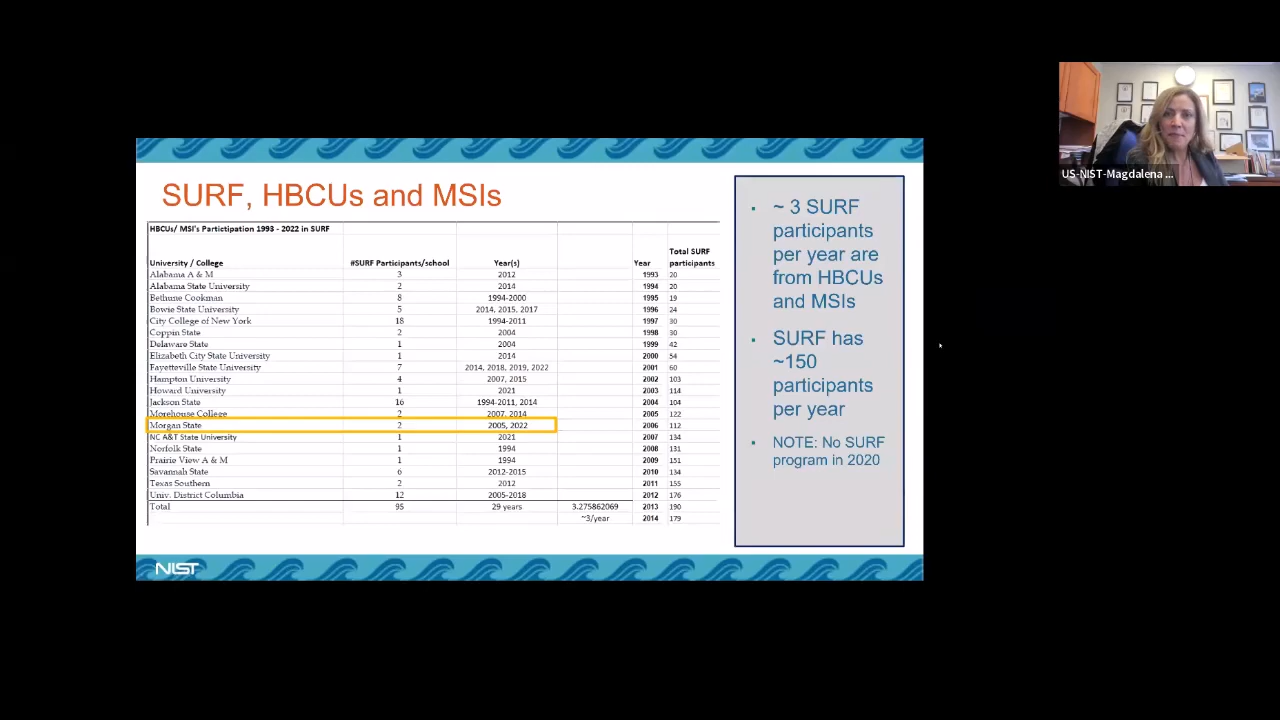 US-NIST-Magdalena ...
SURF, HBCUs and MSIs
HBCUs/ MSI's Partictipation 1993 - 2022 in SURF
University / College #SURF Participants/school Year(s) Year Total SURF participants
Alabama A & M 3 2012 1993 20
Alabama State University 2 2014 1994 20
Bethune Cookman 8 1994-2000 1995 19
Bowie State University 5 2014, 2015, 2017 1996 24
City College of New York 18 1994-2011 1997 30
Coppin State 2 2004 1998 30
Delaware State 1 2004 1999 42
Elizabeth City State University 1 2014 2000 54
Fayetteville State University 7 2014, 2018, 2019, 2022 2001 60
Hampton University 4 2007, 2015 2002 103
Howard University 1 2021 2003 114
Jackson State 16 1994-2011, 2014 2004 104
Morehouse College 2 2007, 2014 2005 122
Morgan State 2 2005, 2022 2006 112
NC A&T State University 1 2021 2007 134
Norfolk State 1 1994 2008 131
Prairie View A & M 1 1994 2009 151
Savannah State 6 2012-2015 2010 134
Texas Southern 2 2012 2011 155
Univ. District Columbia 12 2005-2018 2012 176
Total 95 29 years 3.275862069 2013 190
~3/year 2014 179
~ 3 SURF
participants
per year are
from HBCUs
and MSIs
SURF has
~150
participants
per year
NOTE: No SURF
program in 2020
NIST